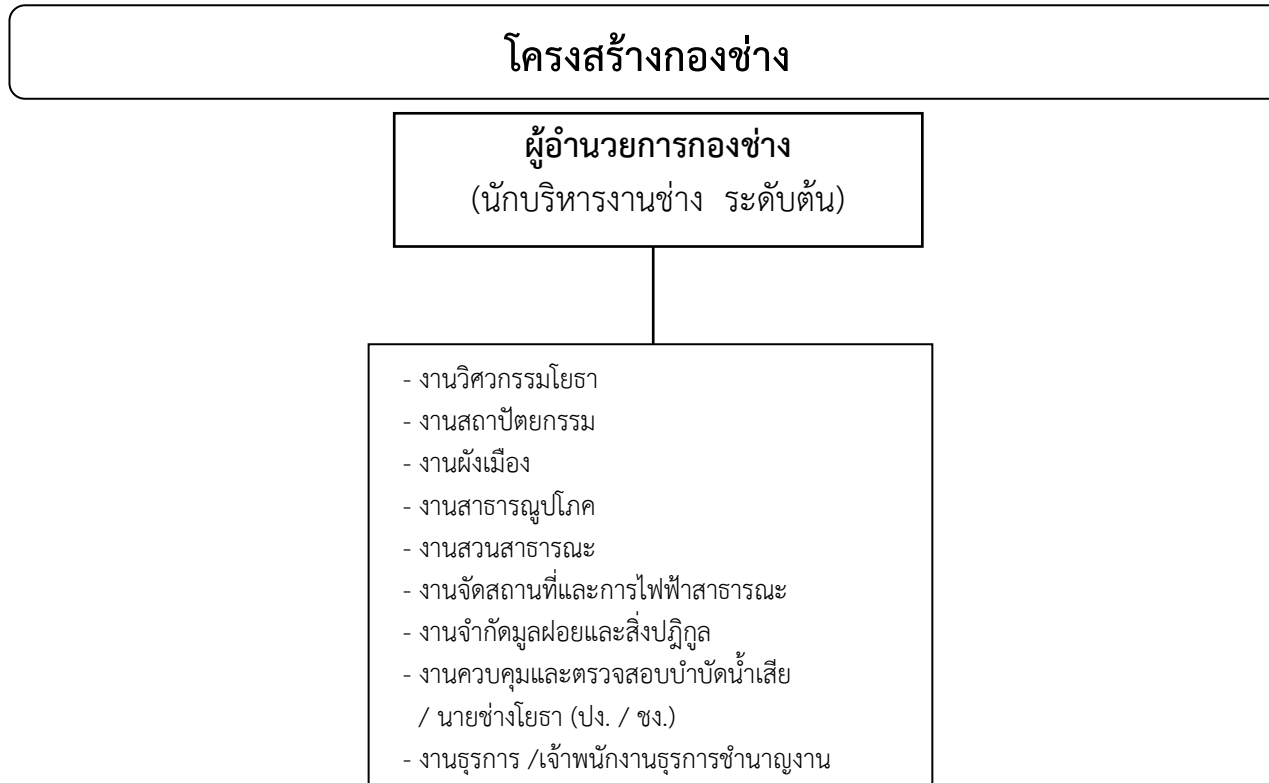 โครงสร้างกองช่าง
ผู้อำนวยการกองช่าง
(นักบริหารงานช่าง ระดับต้น)
- งานวิศวกรรมโยธา
- งานสถาปัตยกรรม
- งานผังเมือง
- งานสาธารณูปโภค
- งานสวนสาธารณะ
- งานจัดสถานที่และการไฟฟ้าสาธารณะ
- งานจำกัดมูลฝอยและสิ่งปฎิกูล
- งานควบคุมและตรวจสอบบำบัดน้ำเสีย
/ นายช่างโยธา (ปง. / ชง.)
- งานธุรการ /เจ้าพนักงานธุรการชำนาญงาน